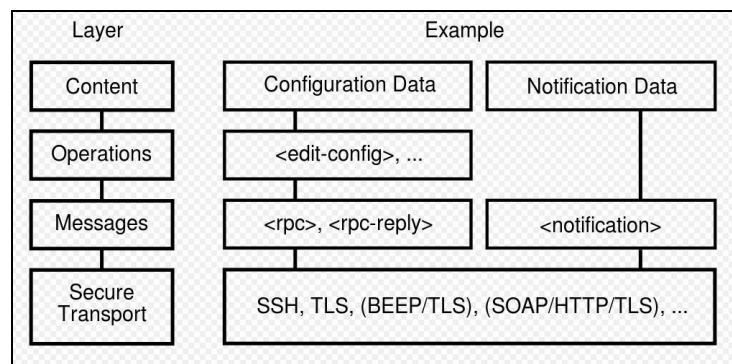 Layer Example
Content Configuration Data Notification Data
Operations <edit-config>, ...
Messages <rpc>, <rpc-reply> <notification>
Secure
Transport
SSH, TLS, (BEEP/TLS), (SOAP/HTTP/TLS), ...